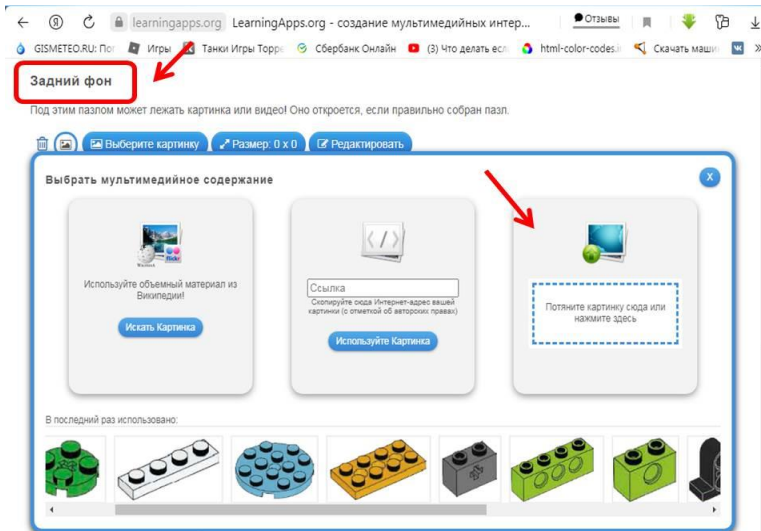 learningapps.org LearningApps.org - создание мультимедийных интер... Отзывы
GISMETEO.RU: Игры Танки Игры Сбербанк Онлайн (3) Что делать есл html-color-codes.i Скачать маши
Задний фон
Под этим пазлом может лежать картинка или видео! Оно откроется, если правильно собран пазл.
Выберите картинку Размер: 0 x 0 Редактировать
Выбрать мультимедийное содержание X
Используйте объемный материал из
Википедии!
Искать Картинка
</>
Ссылка
Скопируйте сюда Интернет-адрес вашей
картинки (с отметкой об авторских правах)
Используйте Картинка
flickr
Потяните картинку сюда или
нажмите здесь
В последний раз использовано: